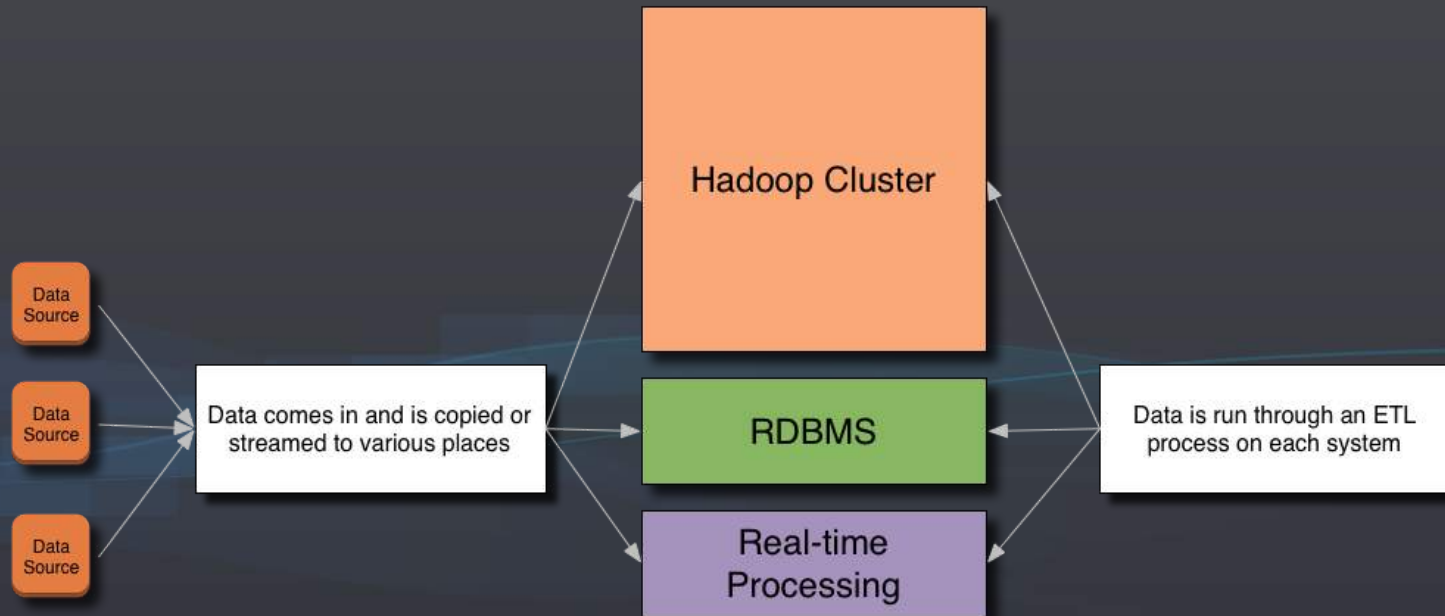 Data
Source
Data
Source
Data
Source
Data comes in and is copied or
streamed to various places
Hadoop Cluster
RDBMS
Real-time
Processing
Data is run through an ETL
process on each system